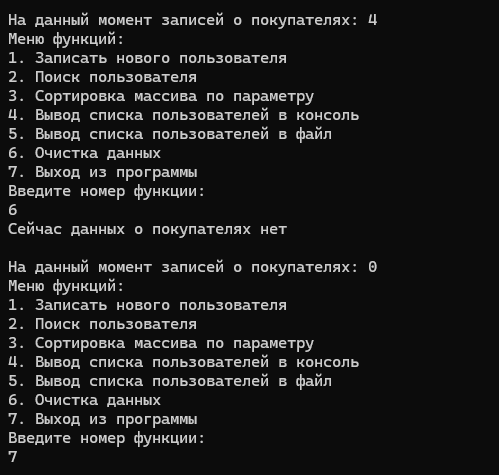 На данный момент записей о покупателях: 4
Меню функций:
1. Записать нового пользователя
2. Поиск пользователя
3. Сортировка массива по параметру
4. Вывод списка пользователей в консоль
5. Вывод списка пользователей в файл
6. Очистка данных
7. Выход из программы
Введите номер функции:
6
Сейчас данных о покупателях нет
На данный момент записей о покупателях: 0
Меню функций:
1. Записать нового пользователя
2. Поиск пользователя
3. Сортировка массива по параметру
4. Вывод списка пользователей в консоль
5. Вывод списка пользователей в файл
6. Очистка данных
7. Выход из программы
Введите номер функции:
7